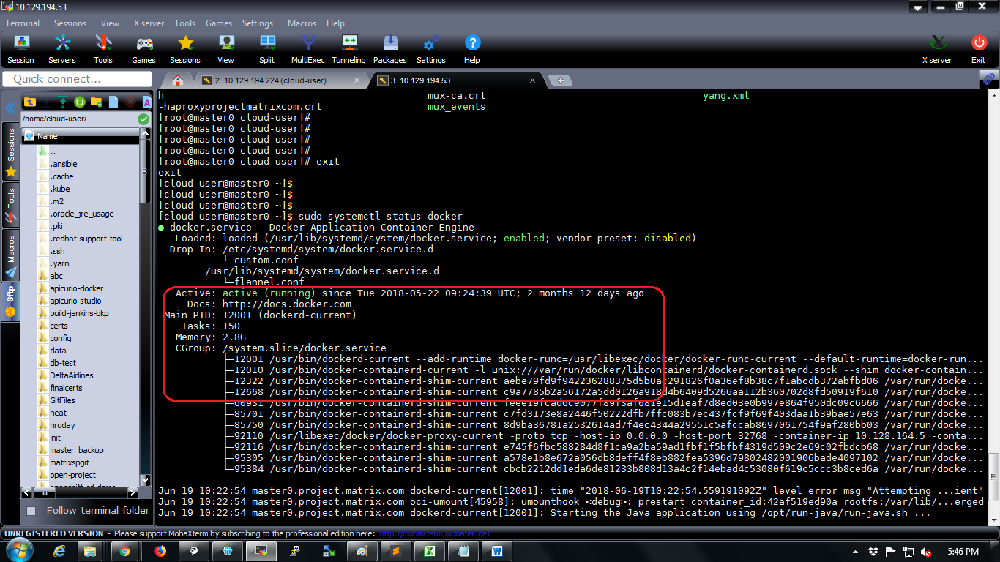 10.129.194.53
Terminal Sessions View X server Tools Games Settings Macros Help
Session Servers Tools Games Sessions View Split MultiExec Tunneling Packages Settings Help X server Exit
Quick connect...
2. 10.129.194.224 (cloud-user)
3. 10.129.194.53
/home/cloud-user/
Name
..
.ansible
.cache
.kube
.m2
.oracle_jre_usage
.pki
.redhat-support-tool
.ssh
.yarn
abc
apicurio-docker
apicurio-studio
build-jenkins-bkp
certs
config
data
db-test
DeltaAirlines
finalcerts
GitFiles
heat
hruday
init
master_backup
matrixspgit
open-project
Follow terminal folder
Sessions
Tools
Macros
Sftp
h mux-ca.crt yang.xml
-haproxyprojectmatrixcom.crt mux_events
[root@master0 cloud-user]#
[root@master0 cloud-user]#
[root@master0 cloud-user]#
[root@master0 cloud-user]#
[root@master0 cloud-user]# exit
exit
[cloud-user@master0 ~]$
[cloud-user@master0 ~]$
[cloud-user@master0 ~]$
[cloud-user@master0 ~]$ sudo systemctl status docker
● docker.service - Docker Application Container Engine
Loaded: loaded (/usr/lib/systemd/system/docker.service; enabled; vendor preset: disabled)
Drop-In: /etc/systemd/system/docker.service.d
└─custom.conf
/usr/lib/systemd/system/docker.service.d
└─flannel.conf
Active: active (running) since Tue 2018-05-22 09:24:39 UTC; 2 months 12 days ago
Docs: http://docs.docker.com
Main PID: 12001 (dockerd-current)
Tasks: 150
Memory: 2.8G
CGroup: /system.slice/docker.service
├─12001 /usr/bin/dockerd-current --add-runtime docker-runc=/usr/libexec/docker/docker-runc-current --default-runtime=docker-run...
├─12010 /usr/bin/docker-containerd-current -l unix:///var/run/docker/libcontainerd/docker-containerd.sock --shim docker-contain...
├─12322 /usr/bin/docker-containerd-shim-current aebe79fd9f942236288375d5b0ac291826f0a36ef8b38c7f1abcdb372abfbd06 /var/run/docke...
├─12668 /usr/bin/docker-containerd-shim-current c9a7785b2a56172a5dd0126a918d4b6409d5266aa112b360702d8fd50919f610 /var/run/docke...
├─60931 /usr/bin/docker-containerd-shim-current /var/run/docke...
├─85701 /usr/bin/docker-containerd-shim-current c7fd3173e8a2446f50222dfb7ffc083b7ec437fcf9f69f403daa1b39bae57e63 /var/run/docke...
├─85750 /usr/bin/docker-containerd-shim-current 8d9ba36781a2532614ad7f4ec4344a29551c5afccab8697061754f9af280bb03 /var/run/docke...
├─92110 /usr/libexec/docker/docker-proxy-current -proto tcp -host-ip 0.0.0.0 -host-port 32768 -container-ip 10.128.164.5 -conta...
├─92116 /usr/bin/docker-containerd-shim-current e745f6fbc588284d8f1ca9a2ba59ad1fbf1f5bfbf4319d509c2e69c02fbdcb68 /var/run/docke...
├─95305 /usr/bin/docker-containerd-shim-current a578e1b8e672a056db8deff4f8eb882fea5396d79802482001906bade4097102 /var/run/docke...
└─95384 /usr/bin/docker-containerd-shim-current cbcb2212dd1eda6de81233b808d13a4c2f14ebad4c53080f619c5ccc3b8ced6a /var/run/docke...
Jun 19 10:22:54 master0.project.matrix.com dockerd-current[12001]: time="2018-06-19T10:22:54.559191092Z" level=error msg="Attempting ...ient"
Jun 19 10:22:54 master0.project.matrix.com oci-umount[45958]: umounthook <debug>: prestart container_id:42af519ed90a rootfs:/var/lib/...erged
Jun 19 10:22:54 master0.project.matrix.com dockerd-current[12001]: Starting the Java application using /opt/run-java/run-java.sh ...
UNREGISTERED VERSION - Please support MobaXterm by subscribing to the professional edition here: http://mobaxterm.mobatek.net
5:46 PM